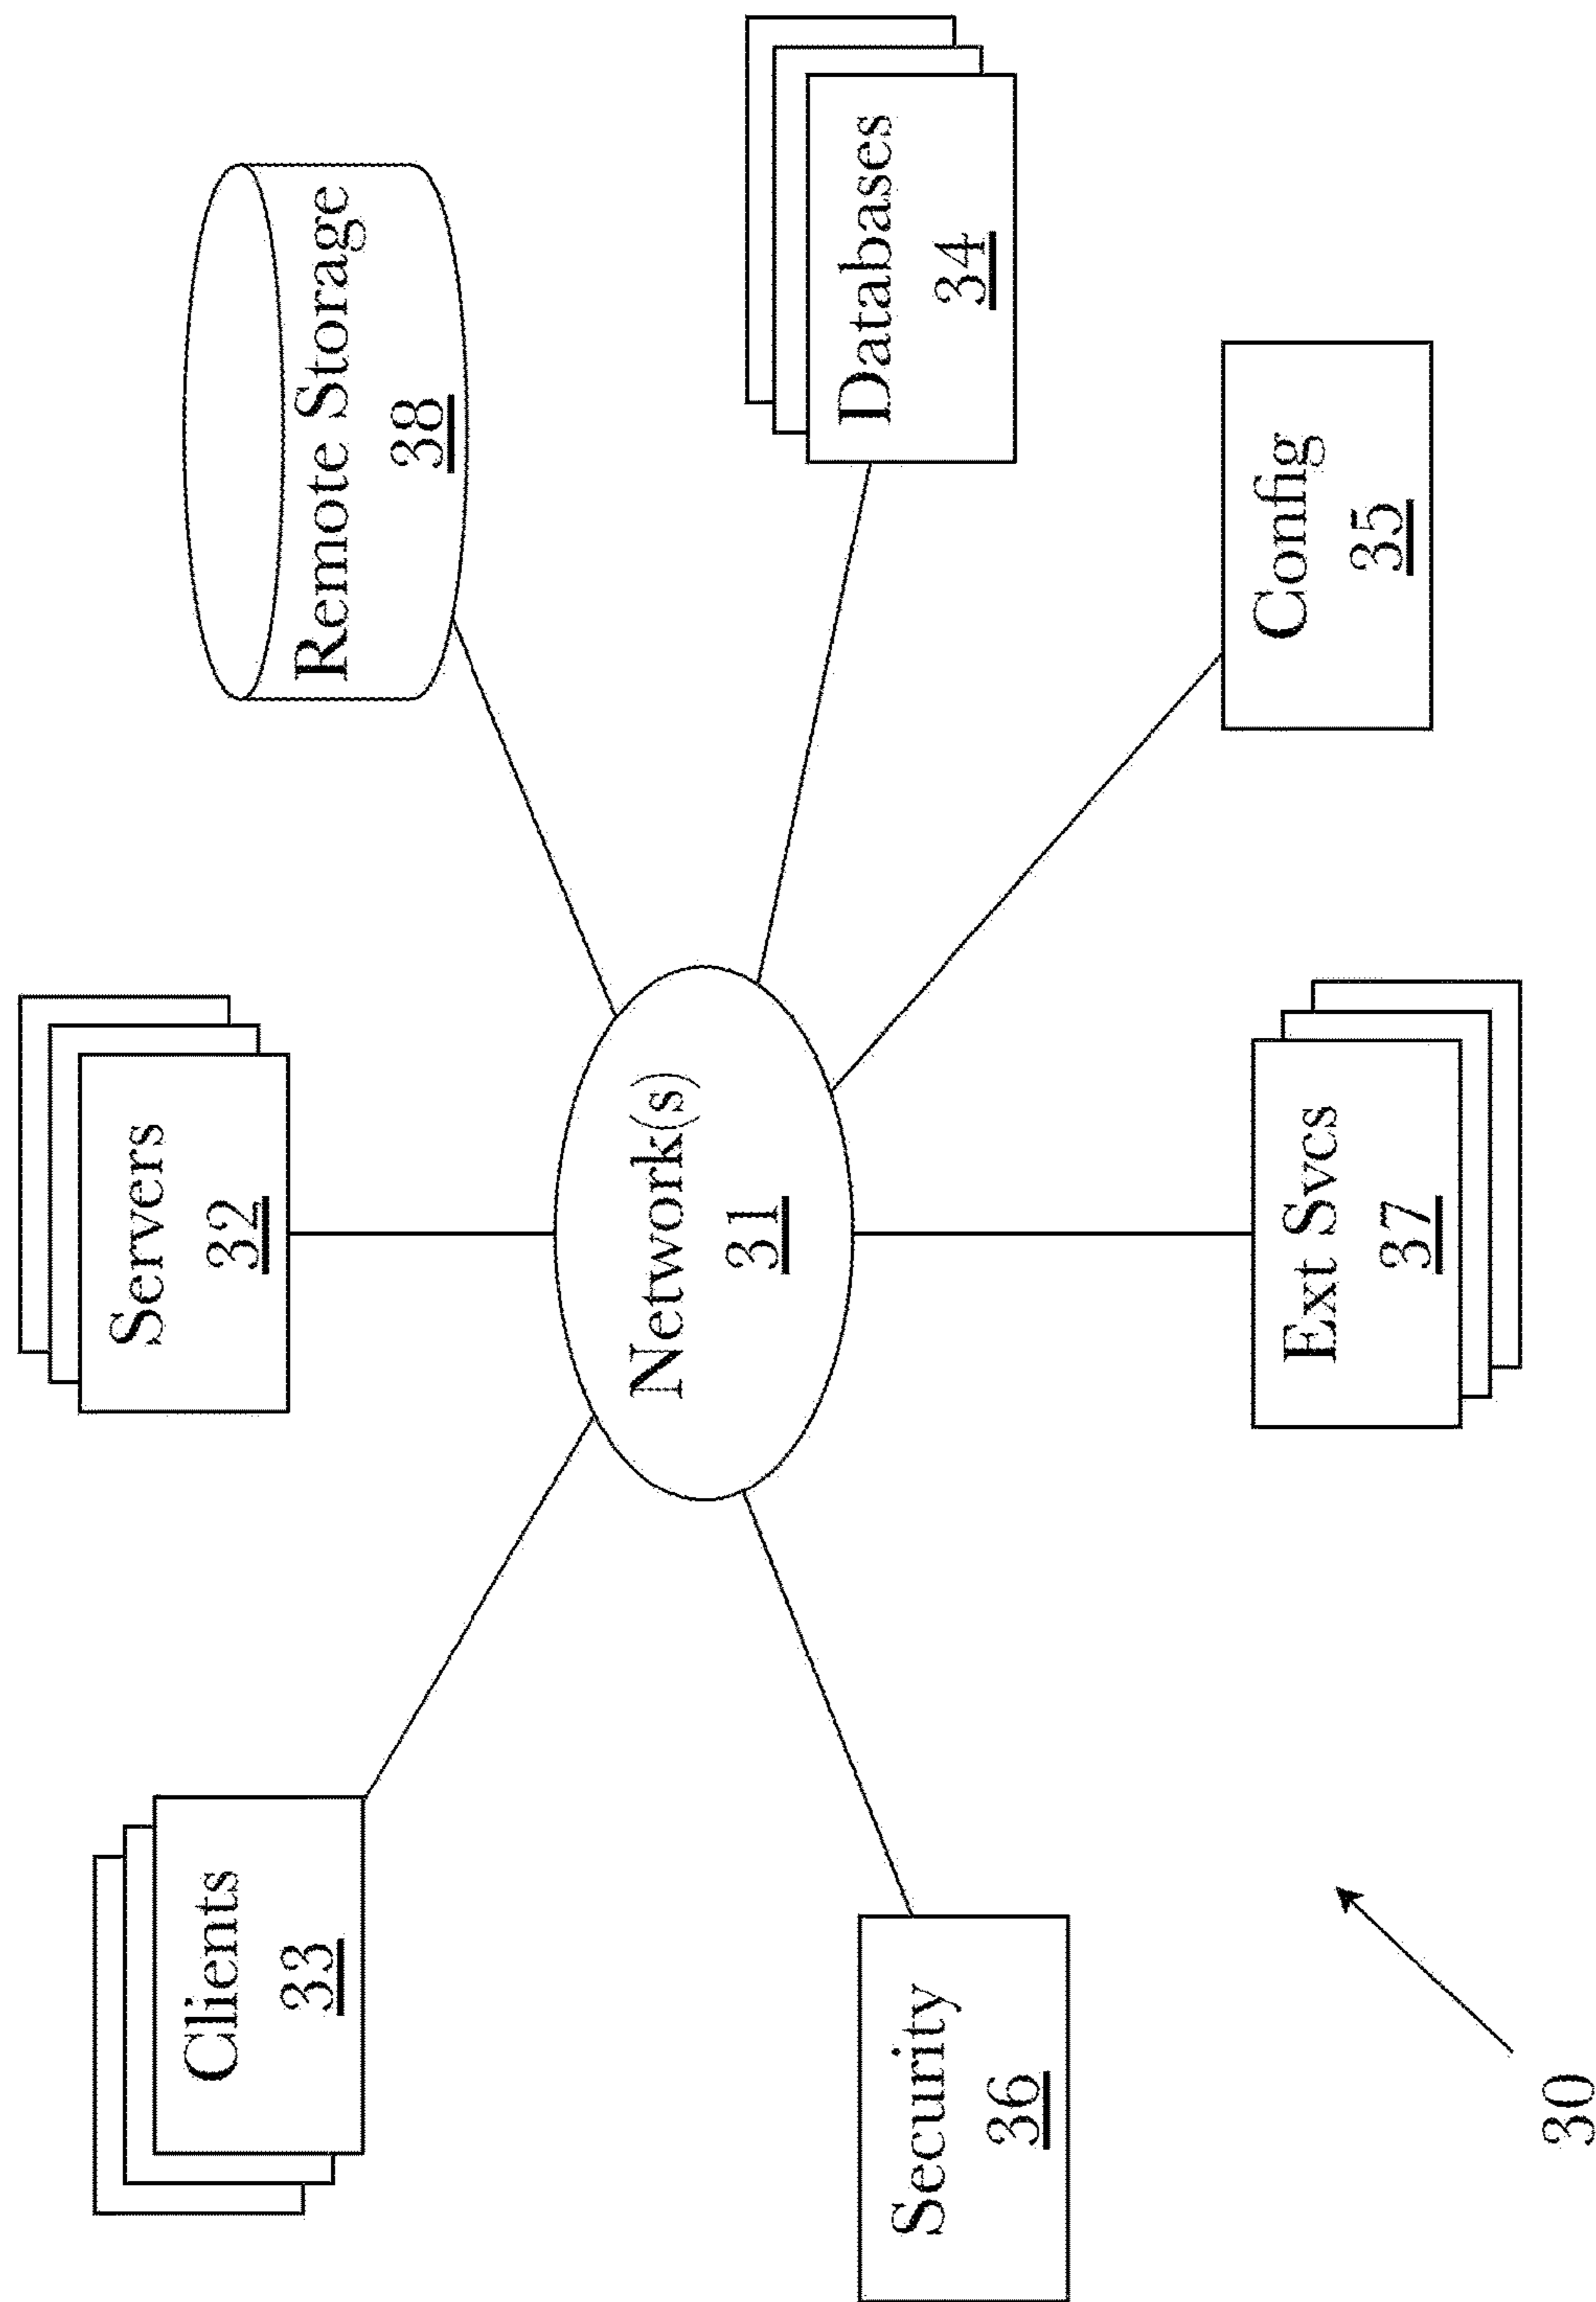 Servers
32
Clients
33
Remote Storage
38
Network(s)
31
Databases
34
Security
36
Ext Svcs
37
Config
35
30